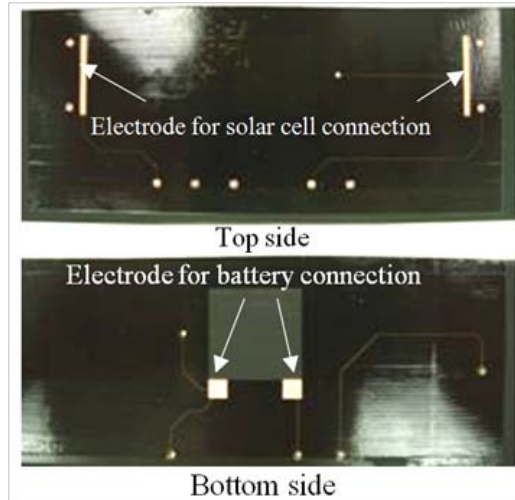 Electrode for solar cell connection
Top side
Electrode for battery connection
Bottom side